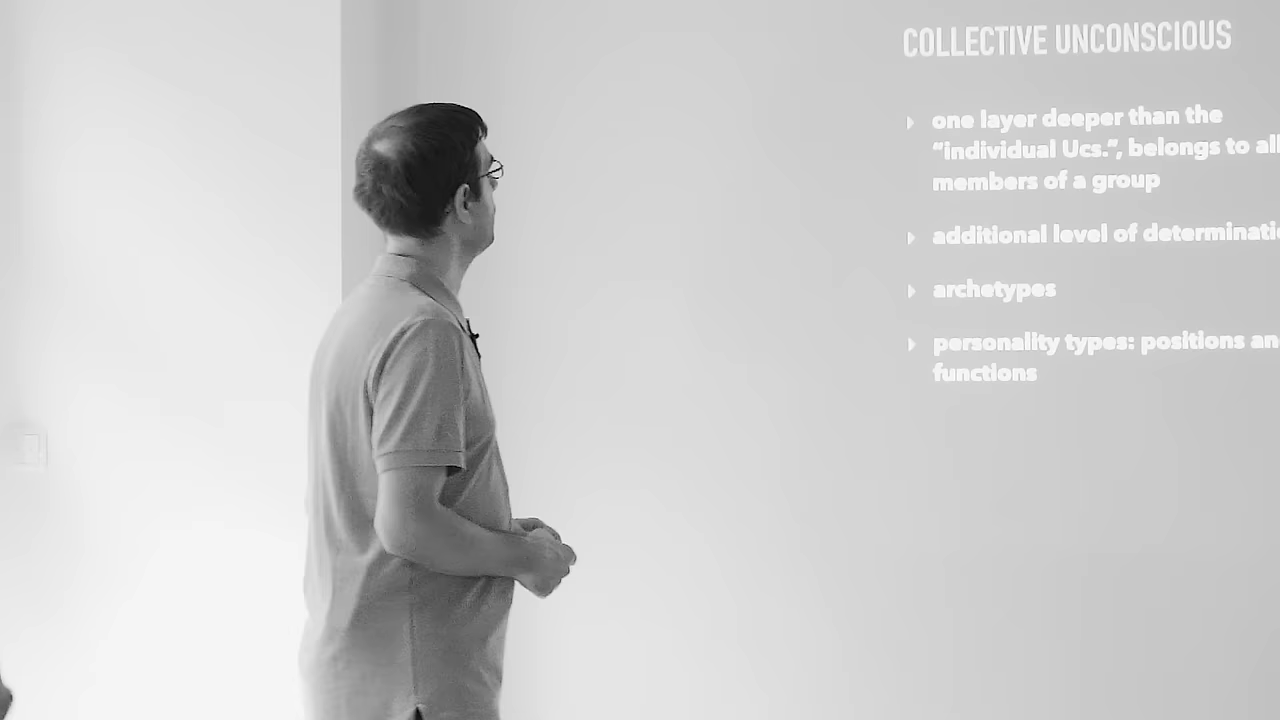 COLLECTIVE UNCONSCIOUS
one layer deeper than the
“individual Ucs.”, belongs to all
members of a group
additional level of
archetypes
personality types: positions
functions